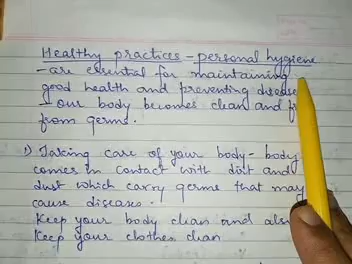 Healthy practices - personal hygiene
- are essential for maintaining
good health and preventing disease
- our body becomes clean and
from germs.
1) Taking care of your body - body
comes in contact with dirt and
dust which carry germs that may
cause diseases.
Keep your body clean and also
Keep your clothes clean